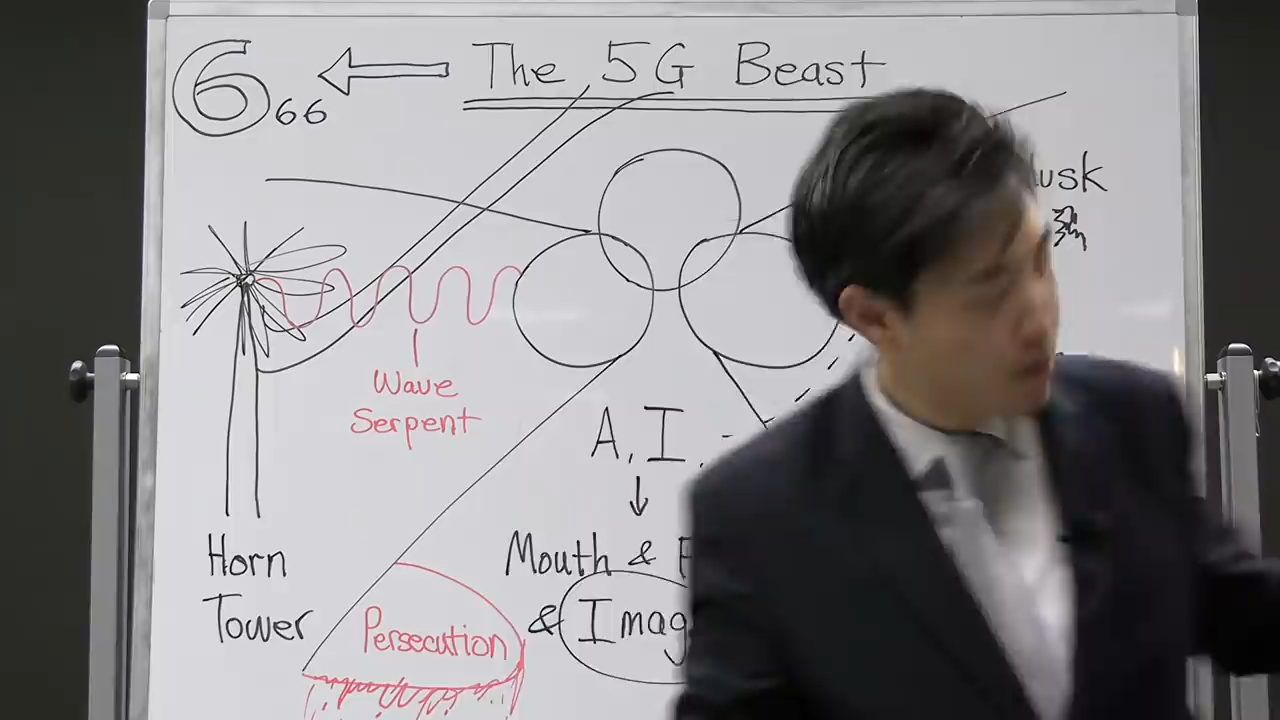 666
The 5G Beast
usk
Wave
Serpent
A.I.
Horn
Tower
Mouth &
& Imag
Persecution